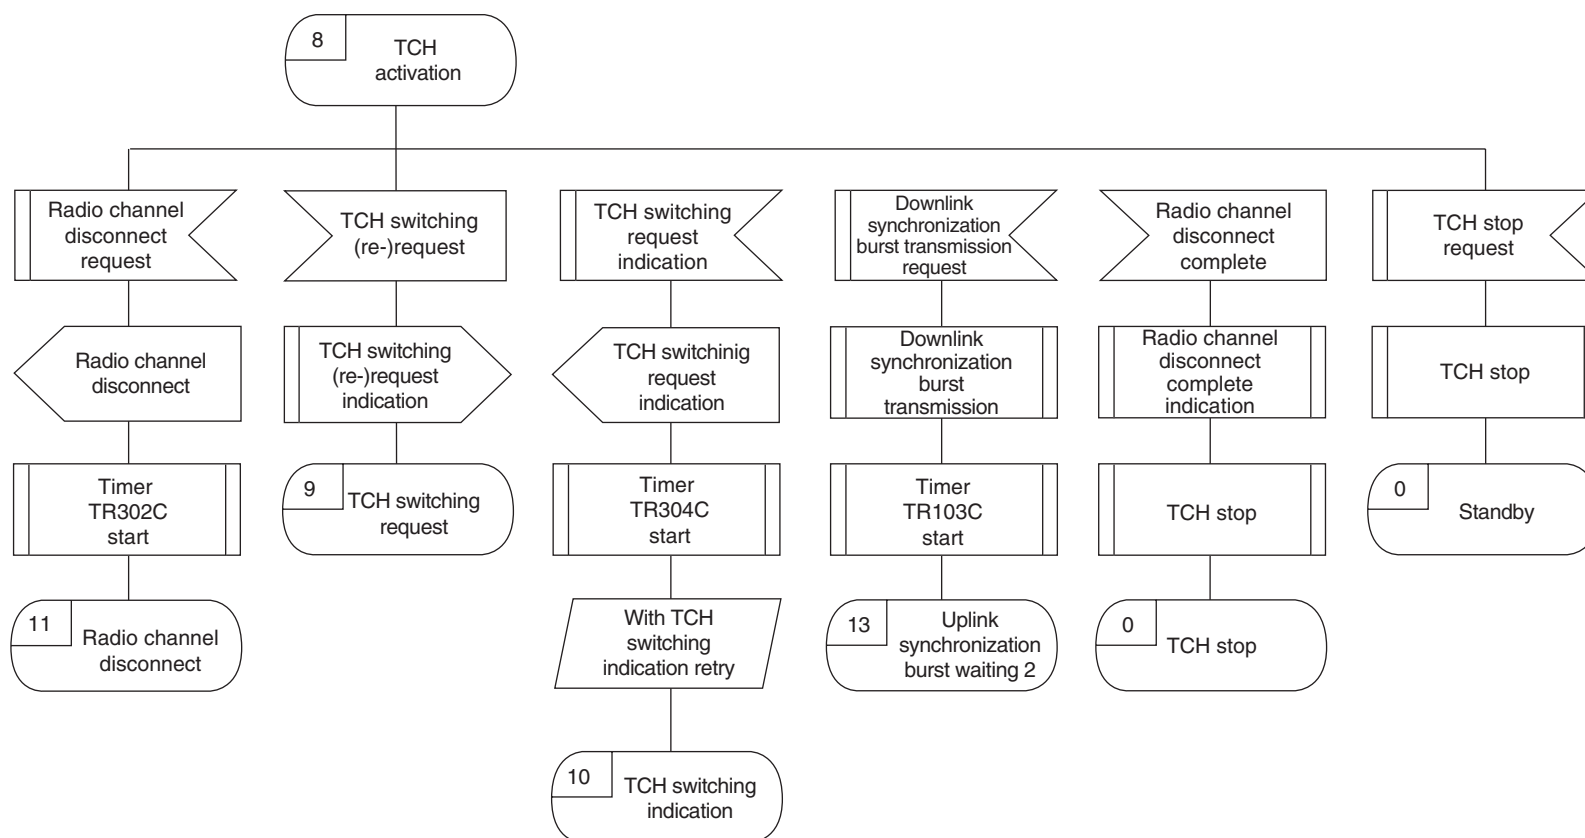 8
TCH
activation
Radio channel
disconnect
request
TCH switching
(re-)request
TCH switching
request
indication
Downlink
synchronization
burst transmission
request
Radio channel
disconnect
complete
TCH stop
request
Radio channel
disconnect
TCH switching
(re-)request
indication
TCH switchinig
request
indication
Downlink
synchronization
burst
transmission
Radio channel
disconnect
complete
indication
TCH stop
Timer
TR302C
start
9
TCH switching
request
Timer
TR304C
start
Timer
TR103C
start
TCH stop
0
Standby
11
Radio channel
disconnect
With TCH
switching
indication retry
13
Uplink
synchronization
burst waiting 2
0
TCH stop
10
TCH switching
indication